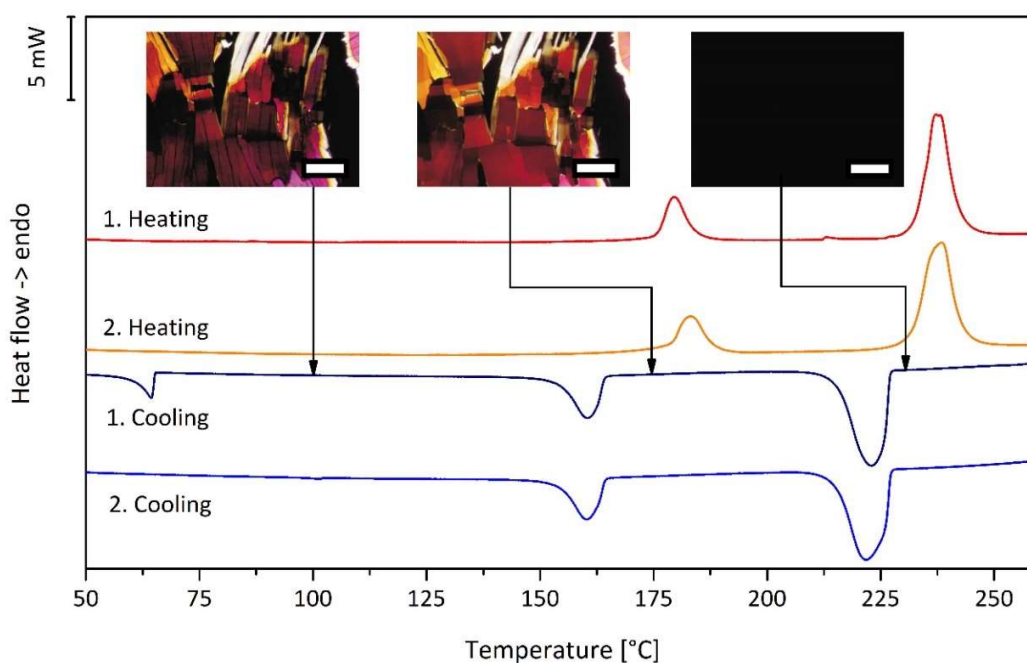 5 mW
1. Heating
2. Heating
1. Cooling
2. Cooling
Heat flow -> endo
50 75 100 125 150 175 200 225 250
Temperature [°C]